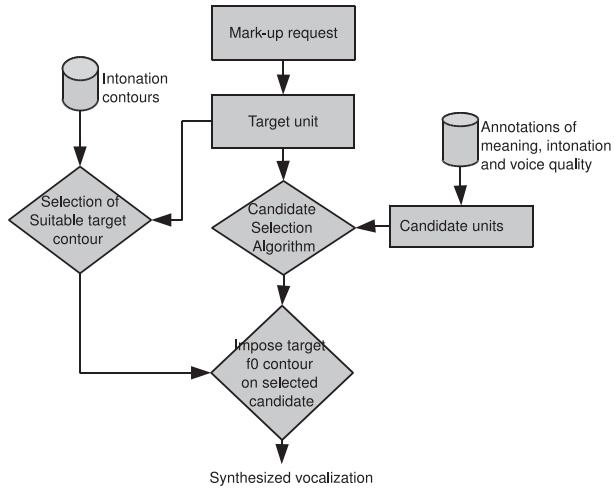 Mark-up request
Intonation
contours
Target unit
Annotations of
meaning, intonation
and voice quality
Selection of
Suitable target
contour
Candidate
Selection
Algorithm
Candidate units
Impose target
f0 contour
on selected
candidate
Synthesized vocalization